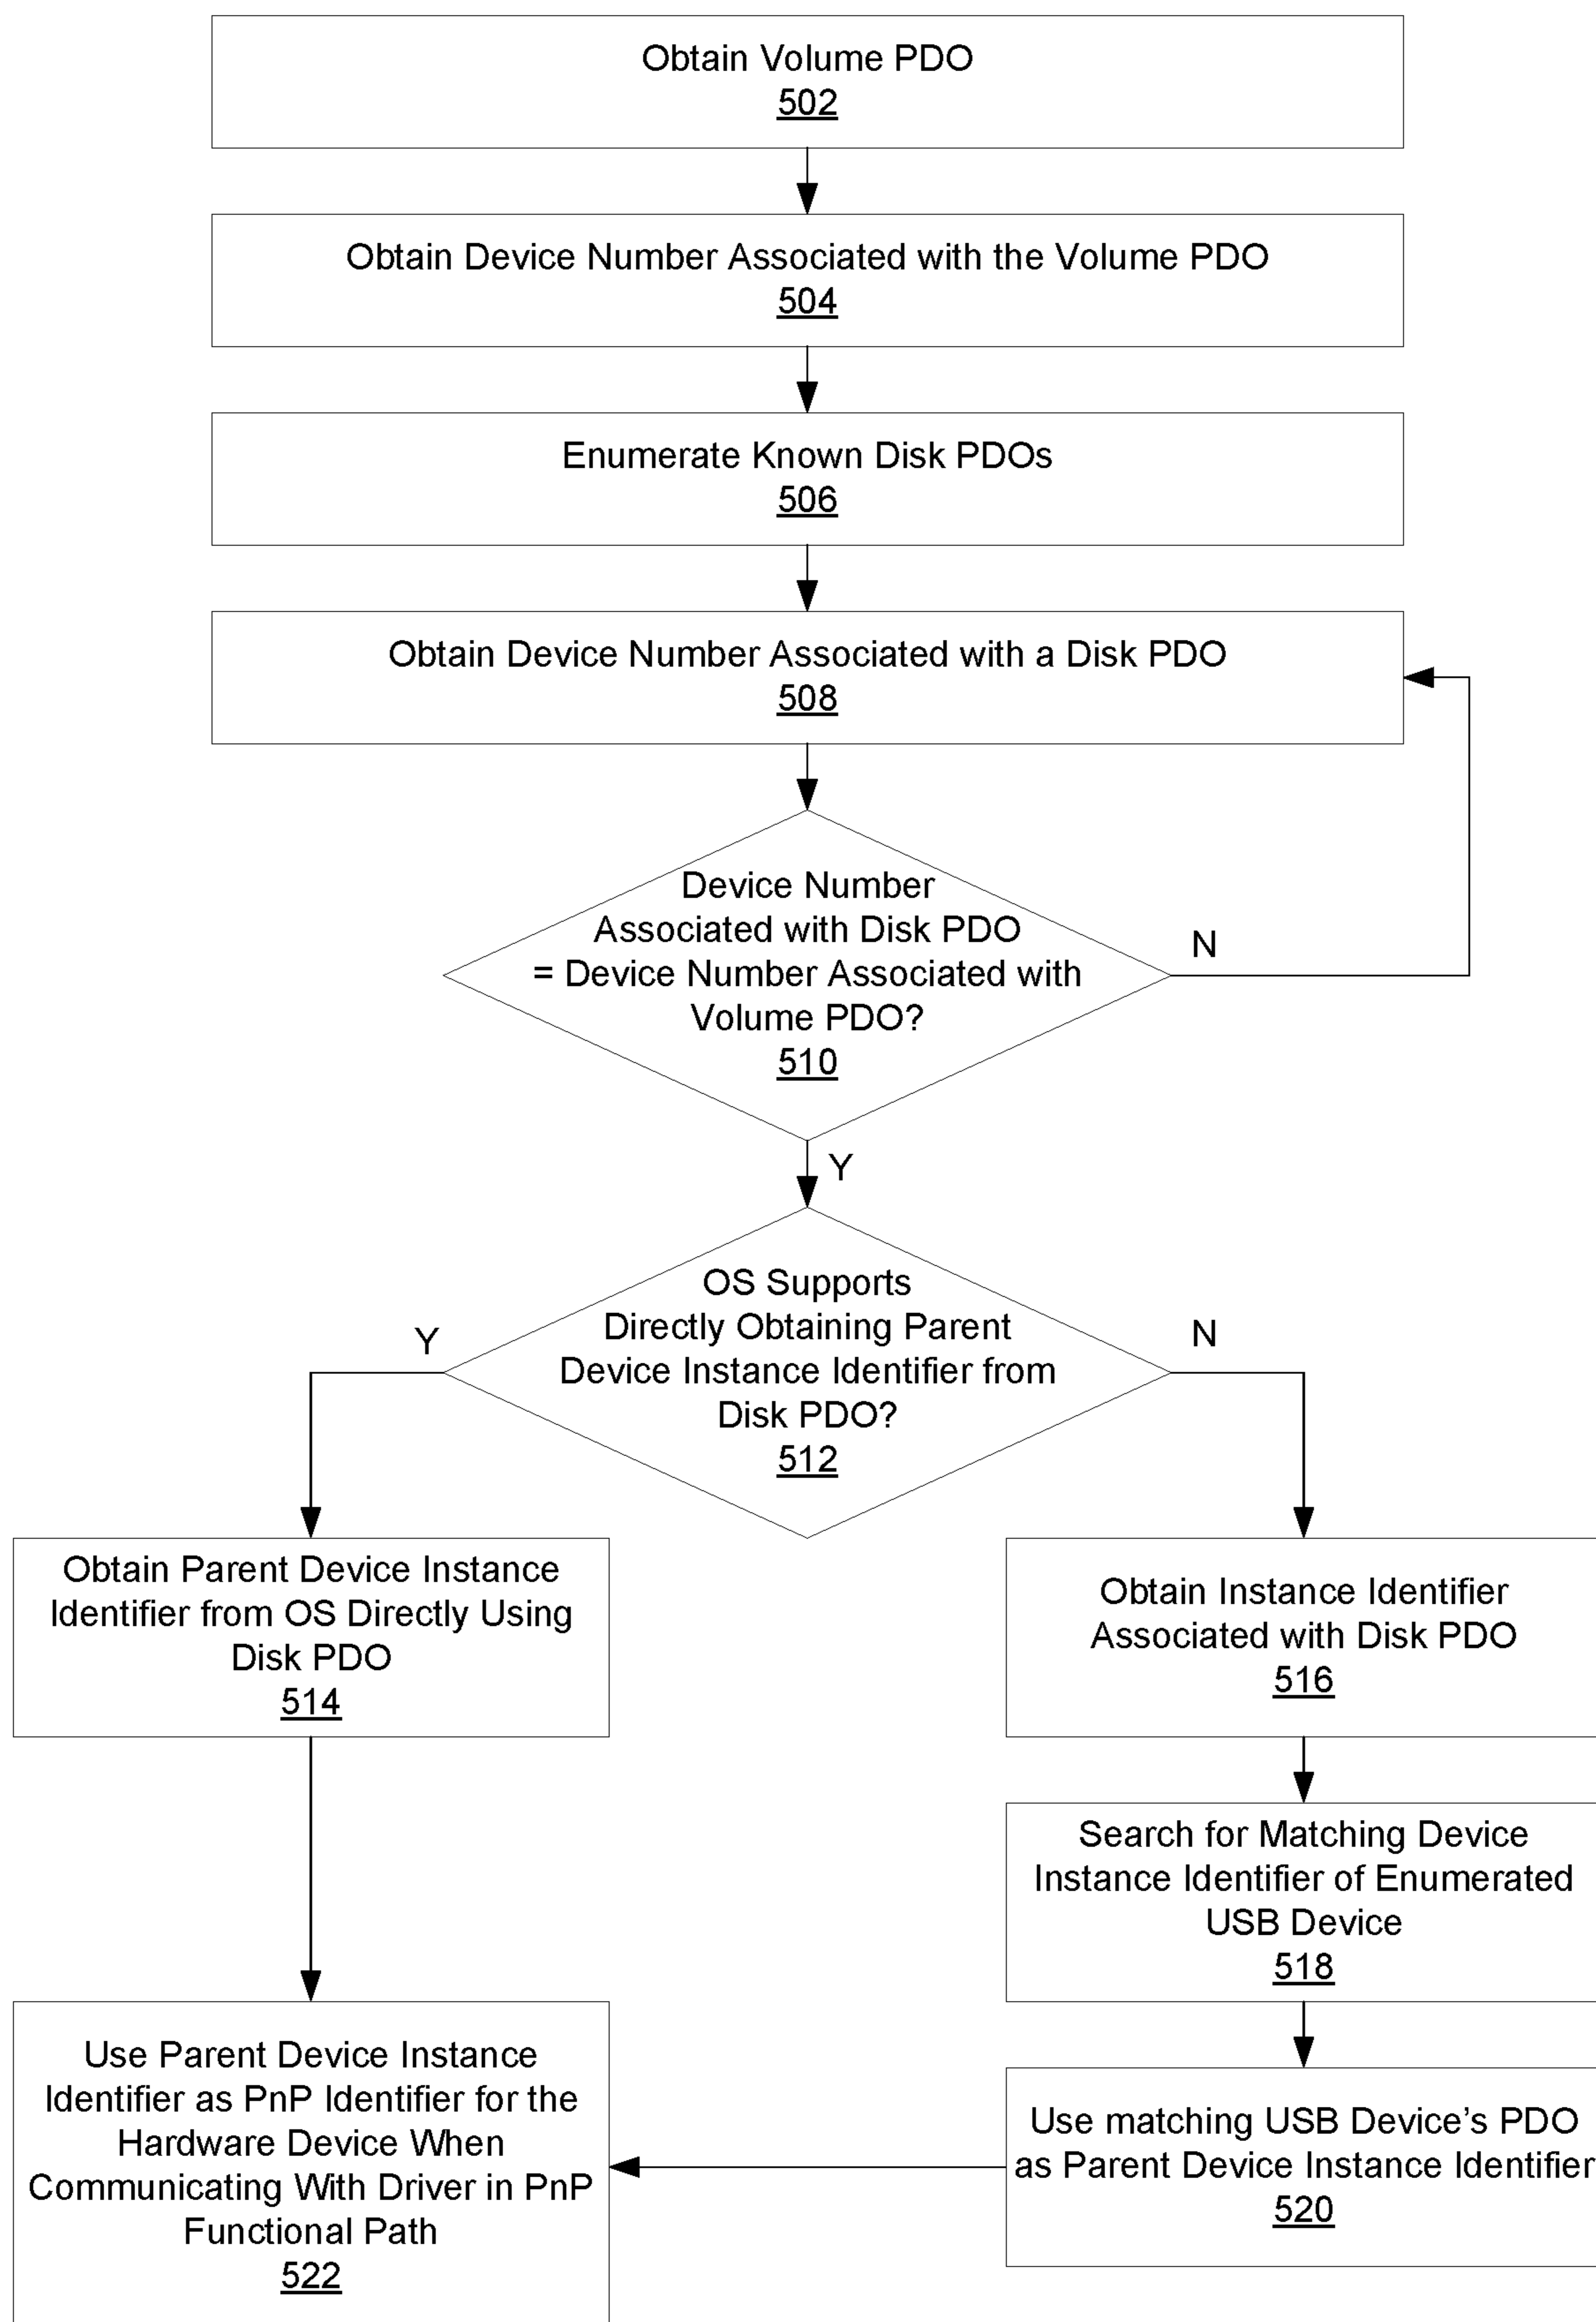 Obtain Volume PDO
502
Obtain Device Number Associated with the Volume PDO
504
Enumerate Known Disk PDOs
506
Obtain Device Number Associated with a Disk PDO
508
Device Number
Associated with Disk PDO
= Device Number Associated with
Volume PDO?
510
N
Y
OS Supports
Directly Obtaining Parent
Device Instance Identifier from
Disk PDO?
512
Y
N
Obtain Parent Device Instance
Identifier from OS Directly Using
Disk PDO
514
Obtain Instance Identifier
Associated with Disk PDO
516
Search for Matching Device
Instance Identifier of Enumerated
USB Device
518
Use matching USB Device's PDO
as Parent Device Instance Identifier
520
Use Parent Device Instance
Identifier as PnP Identifier for the
Hardware Device When
Communicating With Driver in PnP
Functional Path
522